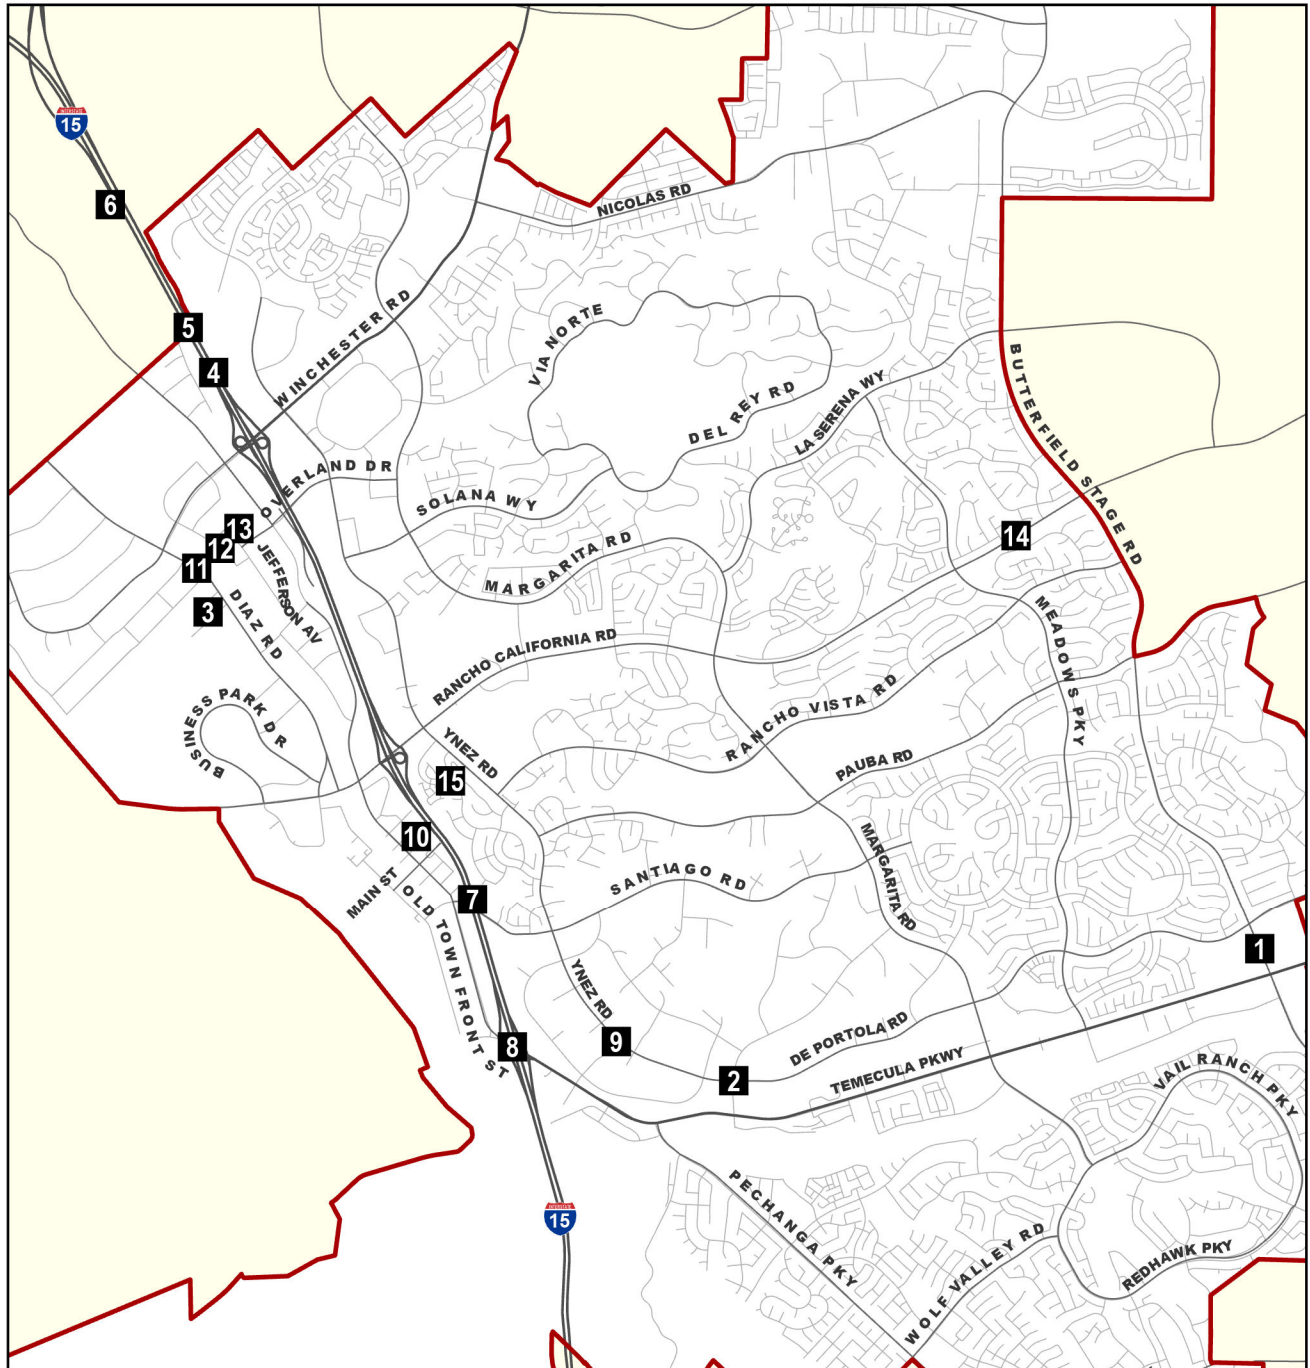 INTERSTATE
15
6
NICOLAS RD
5
WINCHESTER RD
VIA NORTE
4
BUTTERFIELD STAGE RD
DEL REY RD
LA SERENA WY
OVERLAND DR
SOLANA WY
13
12
11
14
JEFFERSON AV
MARGARITA RD
3
DIAZ RD
MEADOWS PKY
RANCHO CALIFORNIA RD
BUSINESS PARK DR
RANCHO VISTA RD
YNEZ RD
15
PAUBA RD
10
MARGARITA RD
MAIN ST
SANTIAGO RD
7
OLD TOWN FRONT ST
1
YNEZ RD
9
8
DE PORTOLA RD
2
TEMECULA PKWY
VAIL RANCH PKY
INTERSTATE
15
PECHANGA PKY
WOLF VALLEY RD
REDHAWK PKY